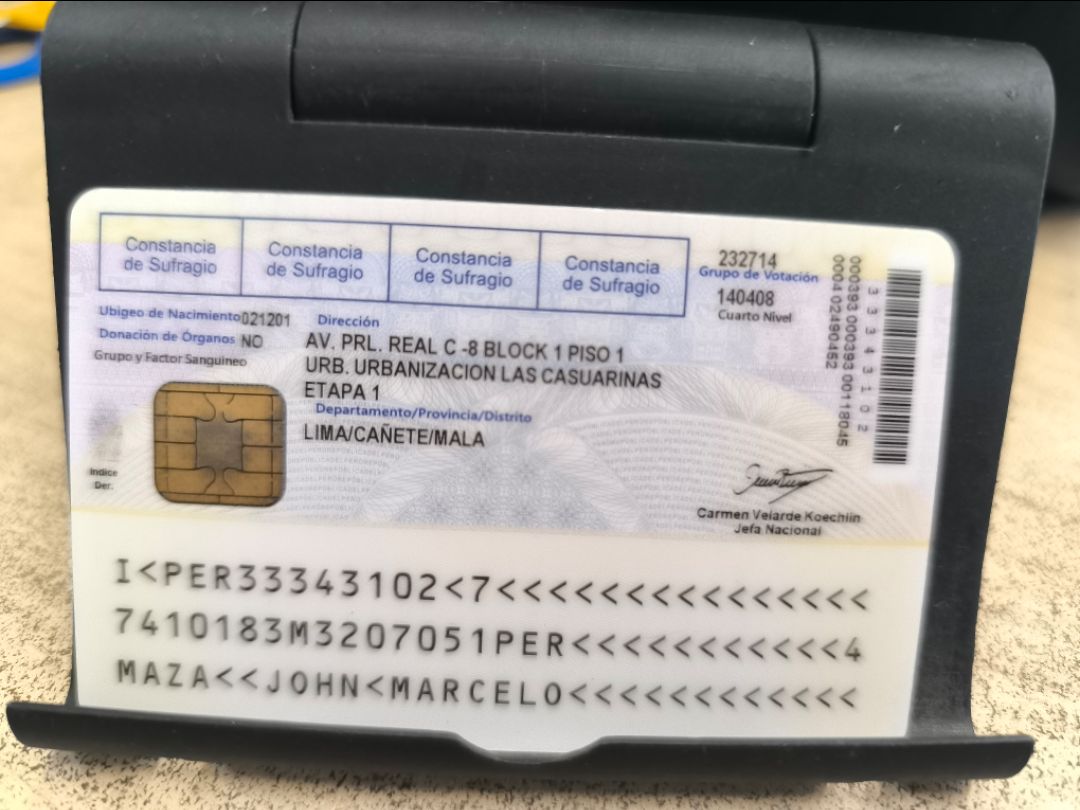 Constancia
de Sufragio
Constancia
de Sufragio
Constancia
de Sufragio
Constancia
de Sufragio
232714
Grupo de Votación
140408
Cuarto Nivel
Ubigeo de Nacimiento 021201
Donación de Órganos NO
Grupo y Factor Sanguineo
Dirección
AV. PRL. REAL C -8 BLOCK 1 PISO 1
URB. URBANIZACION LAS CASUARINAS
ETAPA 1
Departamento/Provincia/Distrito
LIMA/CAÑETE/MALA
Indice
Der.
000393 000393 00118045
0004 02490452
3 3 3 4 3 1 0 2
Carmen Velarde Koechlin
Jefa Nacional
I<PER33343102<7<<<<<<<<<<<<<<<
7410183M3207051PER<<<<<<<<<<<4
MAZA<<JOHN<MARCELO<<<<<<<<<<<<